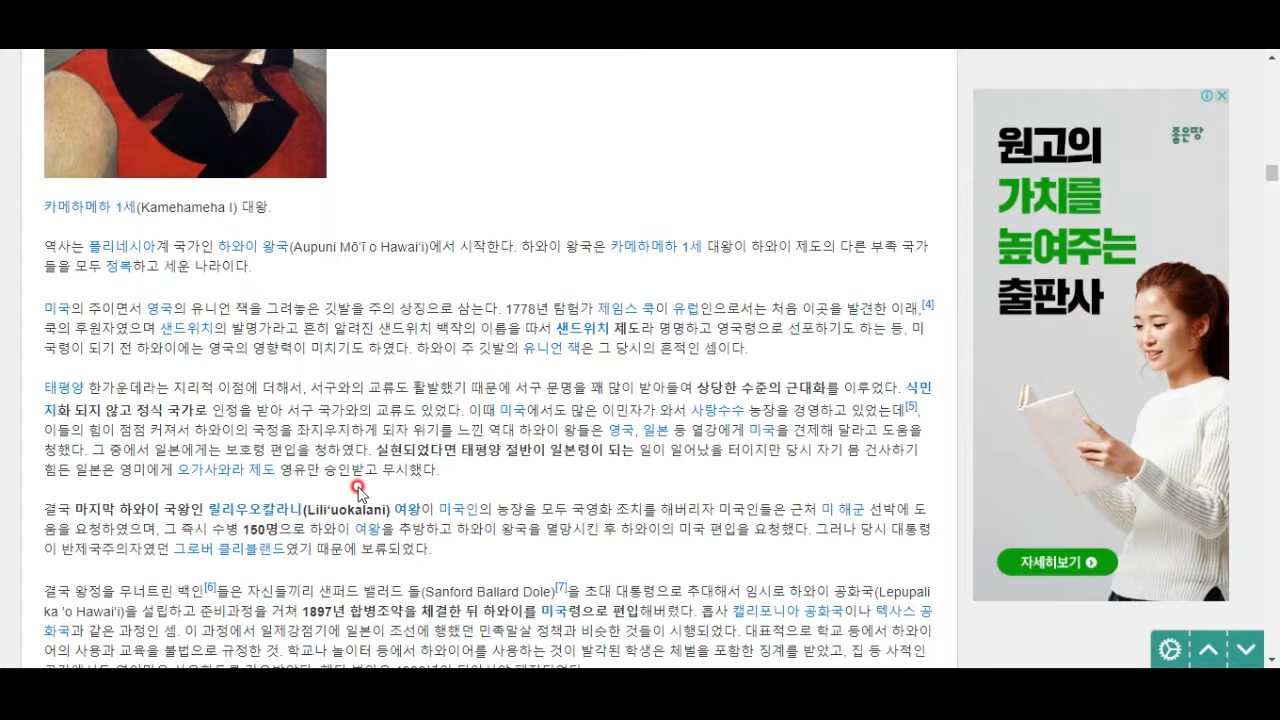 카메하메하 1세(Kamehameha I) 대왕.
역사는 폴리네시아계 국가인 하와이 왕국(Aupuni Mō'ī o Hawai'i)에서 시작한다. 하와이 왕국은 카메하메하 1세 대왕이 하와이 제도의 다른 부족 국가
들을 모두 정복하고 세운 나라이다.
미국의 주이면서 영국의 유니언 잭을 그려놓은 깃발을 주의 상징으로 삼는다. 1778년 탐험가 제임스 쿡이 유럽인으로서는 처음 이곳을 발견한 이래,[4]
쿡의 후원자였으며 샌드위치의 발명가라고 흔히 알려진 샌드위치 백작의 이름을 따서 샌드위치 제도라 명명하고 영국령으로 선포하기도 하는 등, 미
국령이 되기 전 하와이에는 영국의 영향력이 미치기도 하였다. 하와이 주 깃발의 유니언 잭은 그 당시의 흔적인 셈이다.
태평양 한가운데라는 지리적 이점에 더해서, 서구와의 교류도 활발했기 때문에 서구 문명을 꽤 많이 받아들여 상당한 수준의 근대화를 이루었다. 식민
지화 되지 않고 정식 국가로 인정을 받아 서구 국가와의 교류도 있었다. 이때 미국에서도 많은 이민자가 와서 사탕수수 농장을 경영하고 있었는데[5],
이들의 힘이 점점 커져서 하와이의 국정을 좌지우지하게 되자 위기를 느낀 역대 하와이 왕들은 영국, 일본 등 열강에게 미국을 견제해 달라고 도움을
청했다. 그 중에서 일본에게는 보호령 편입을 청하였다. 실현되었다면 태평양 절반이 일본령이 되는 일이 일어났을 터이지만 당시 자기 몸 건사하기
힘든 일본은 영미에게 오가사와라 제도 영유만 승인받고 무시했다.
결국 마지막 하와이 국왕인 릴리우오칼라니(Liliʻuokalani) 여왕이 미국인의 농장을 모두 국영화 조치를 해버리자 미국인들은 근처 미 해군 선박에 도
움을 요청하였으며, 그 즉시 수병 150명으로 하와이 여왕을 추방하고 하와이 왕국을 멸망시킨 후 하와이의 미국 편입을 요청했다. 그러나 당시 대통령
이 반제국주의자였던 그로버 클리블랜드였기 때문에 보류되었다.
결국 왕정을 무너트린 백인[6]들은 자신들끼리 샌퍼드 밸러드 돌(Sanford Ballard Dole)[7]을 초대 대통령으로 추대해서 임시로 하와이 공화국(Lepupali
ka ʻo Hawaiʻi)을 설립하고 준비과정을 거쳐 1897년 합병조약을 체결한 뒤 하와이를 미국령으로 편입해버렸다. 흡사 캘리포니아 공화국이나 텍사스 공
화국과 같은 과정인 셈. 이 과정에서 일제강점기에 일본이 조선에 행했던 민족말살 정책과 비슷한 것들이 시행되었다. 대표적으로 학교 등에서 하와이
어의 사용과 교육을 불법으로 규정한 것. 학교나 놀이터 등에서 하와이어를 사용하는 것이 발각된 학생은 체벌을 포함한 징계를 받았고, 집 등 사적인
원고의
좋은땅
가치를
높여주는
출판사
자세히보기